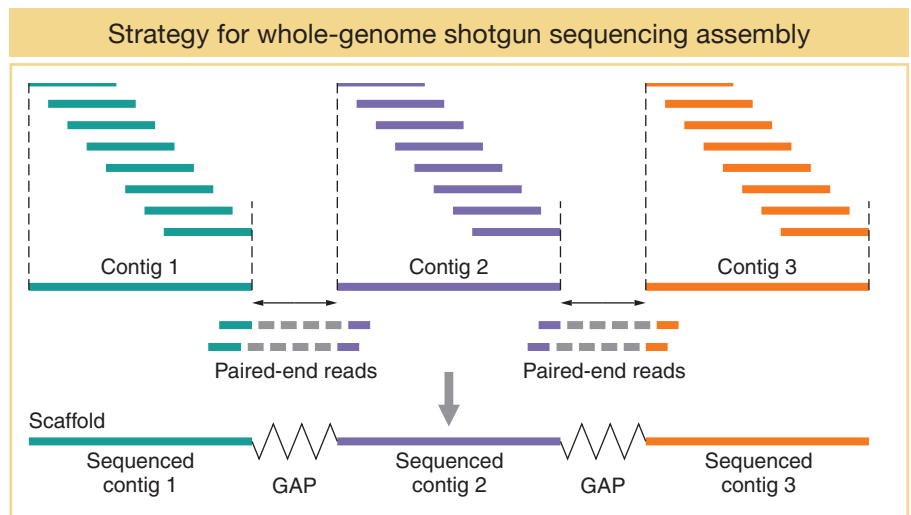 Strategy for whole-genome shotgun sequencing assembly
Contig 1
Contig 2
Contig 3
Paired-end reads
Paired-end reads
Scaffold
Sequenced
contig 1
GAP
Sequenced
contig 2
GAP
Sequenced
contig 3